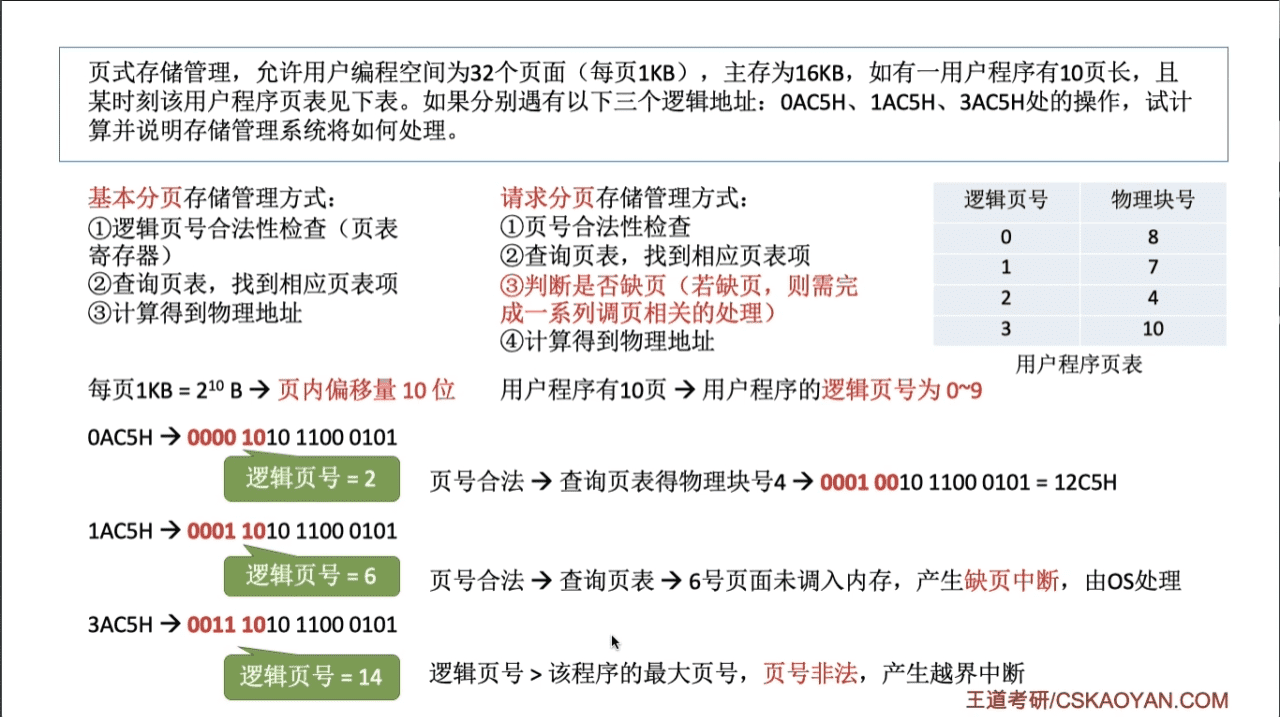 页式存储管理，允许用户编程空间为32个页面（每页1KB），主存为16KB，如有一用户程序有10页长，且
某时刻该用户程序页表见下表。如果分别遇有以下三个逻辑地址：0AC5H、1AC5H、3AC5H处的操作，试计
算并说明存储管理系统将如何处理。
基本分页存储管理方式：
①逻辑页号合法性检查（页表
寄存器）
②查询页表，找到相应页表项
③计算得到物理地址
请求分页存储管理方式：
①页号合法性检查
②查询页表，找到相应页表项
③判断是否缺页（若缺页，则需完
成一系列调页相关的处理）
④计算得到物理地址
逻辑页号 物理块号
0 8
1 7
2 4
3 10
用户程序页表
每页1KB = 2¹⁰ B → 页内偏移量 10 位
用户程序有10页 → 用户程序的逻辑页号为 0~9
0AC5H → 0000 1010 1100 0101
逻辑页号 = 2
页号合法 → 查询页表得物理块号4 → 0001 0010 1100 0101 = 12C5H
1AC5H → 0001 1010 1100 0101
逻辑页号 = 6
页号合法 → 查询页表 → 6号页面未调入内存，产生缺页中断，由OS处理
3AC5H → 0011 1010 1100 0101
逻辑页号 = 14
逻辑页号 > 该程序的最大页号，页号非法，产生越界中断
王道考研/CSKAOYAN.COM